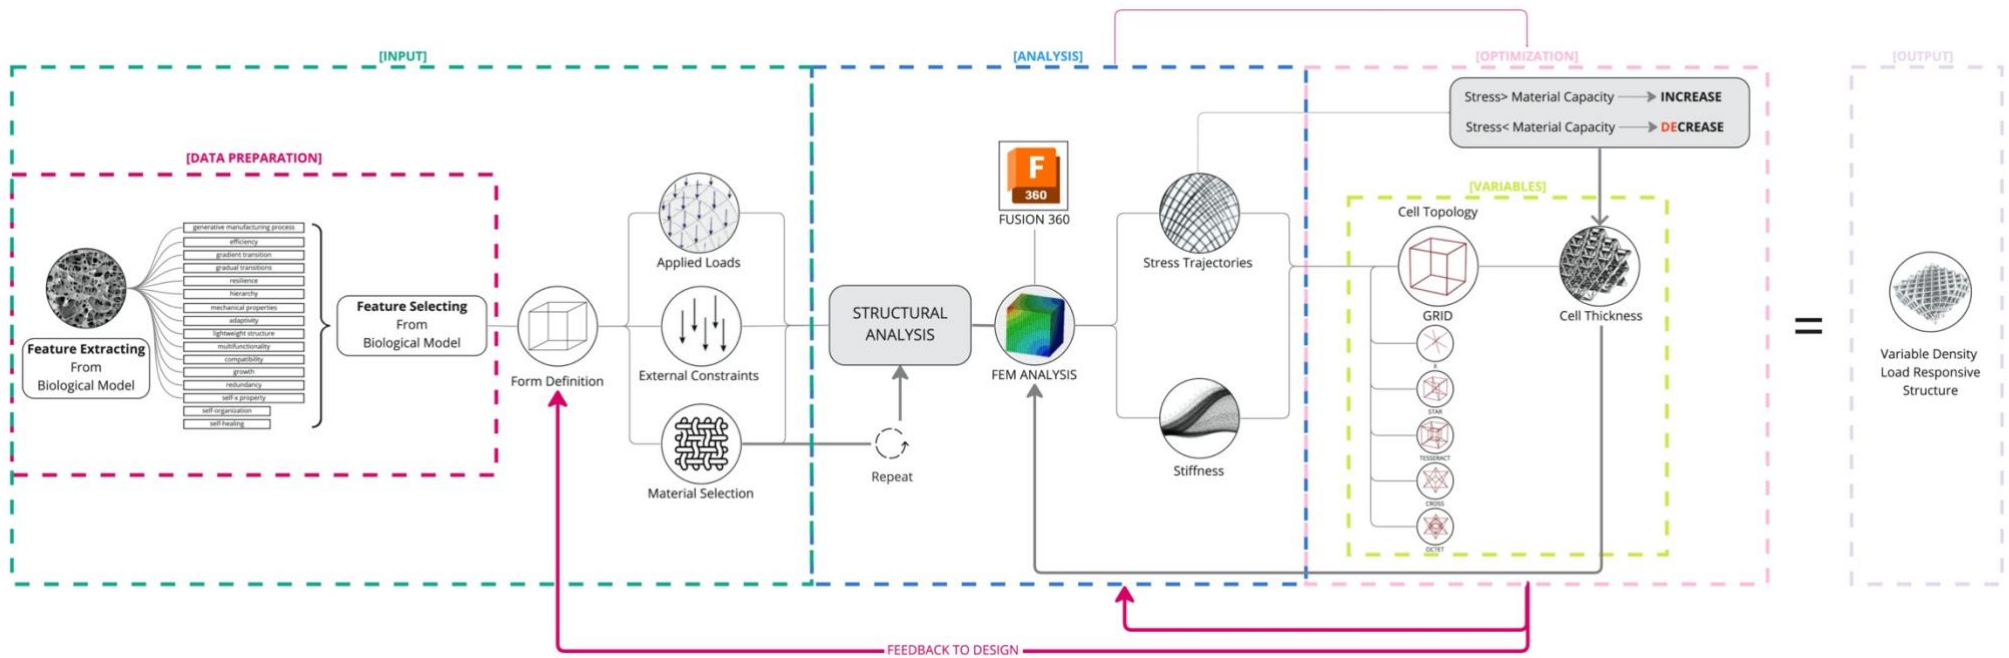 [INPUT]
[ANALYSIS]
[OPTIMIZATION]
[OUTPUT]
[DATA PREPARATION]
generative manufacturing process
efficiency
gradient transition
gradual transitions
resilience
hierarchy
mechanical properties
adaptivity
lightweight structure
multifunctionality
compatibility
growth
redundancy
self-x property
self-organization
self-healing
Feature Extracting
From
Biological Model
Feature Selecting
From
Biological Model
Form Definition
Applied Loads
External Constraints
Material Selection
STRUCTURAL
ANALYSIS
Repeat
F
360
FUSION 360
FEM ANALYSIS
Stress Trajectories
Stiffness
Stress> Material Capacity INCREASE
Stress< Material Capacity DECREASE
[VARIABLES]
Cell Topology
GRID
X
STAR
TESSERACT
CROSS
OCTET
Cell Thickness
=
Variable Density
Load Responsive
Structure
FEEDBACK TO DESIGN